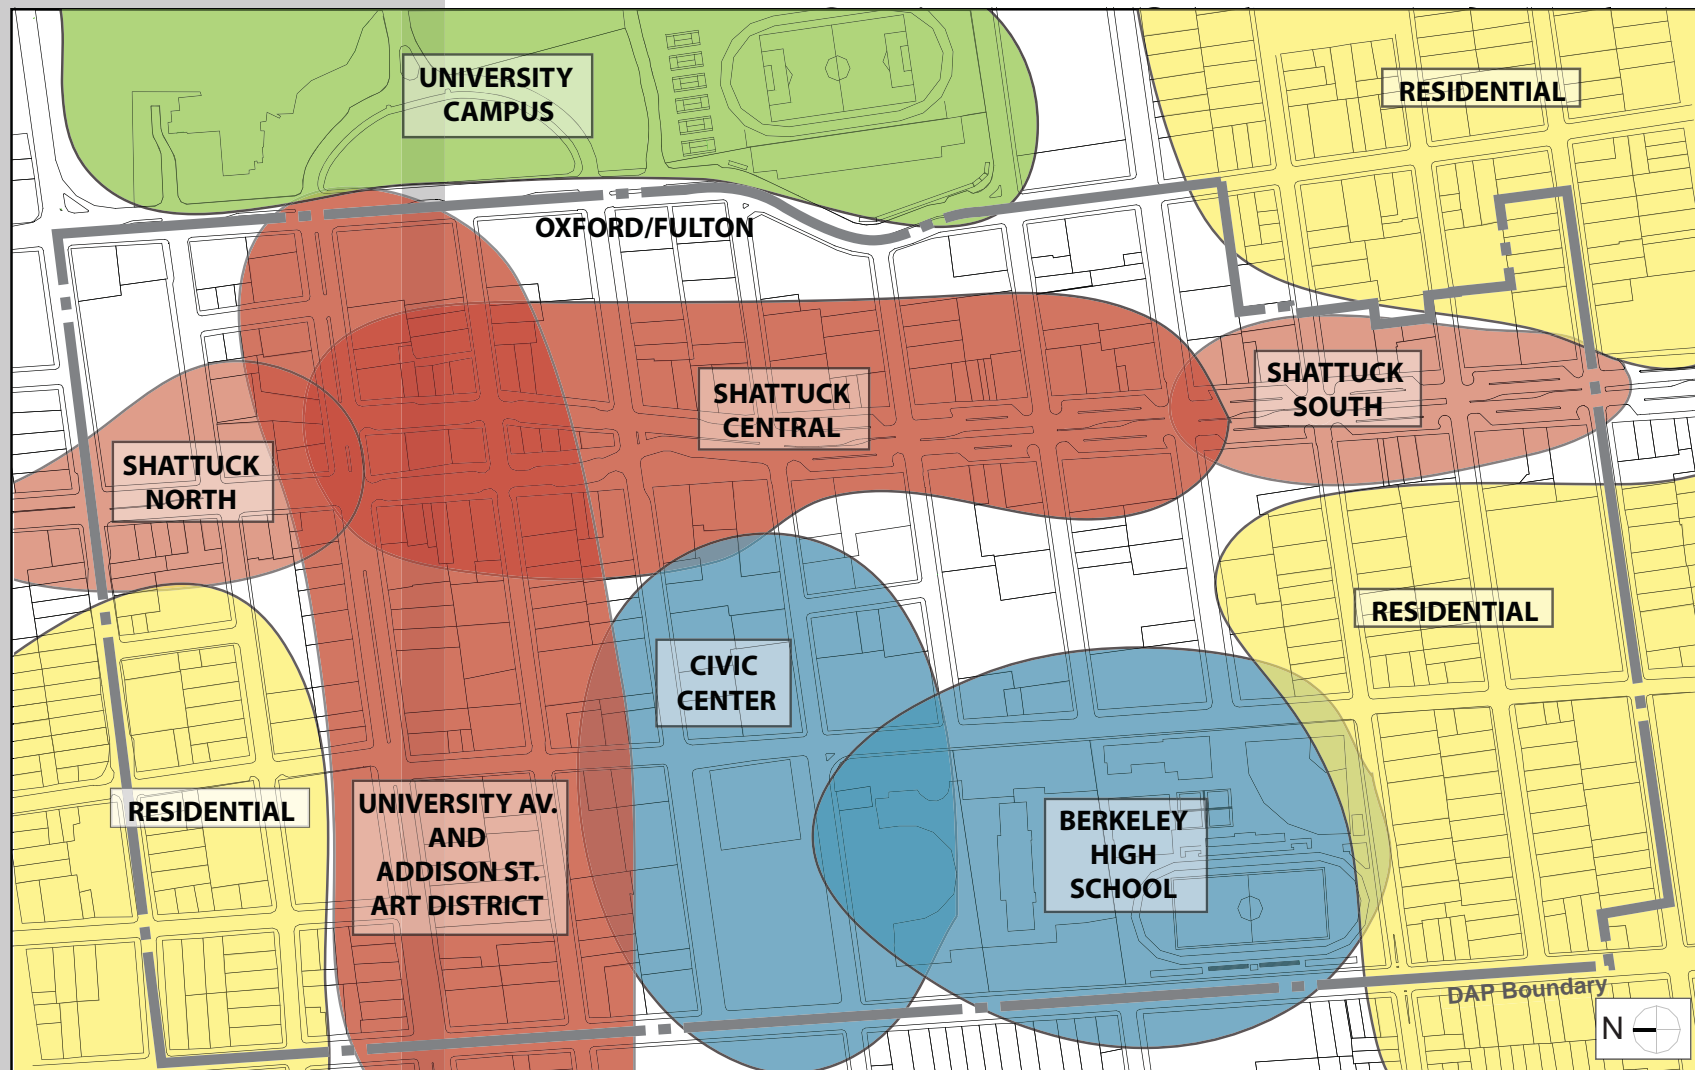 UNIVERSITY
CAMPUS
RESIDENTIAL
OXFORD/FULTON
SHATTUCK
CENTRAL
SHATTUCK
SOUTH
SHATTUCK
NORTH
RESIDENTIAL
CIVIC
CENTER
RESIDENTIAL
UNIVERSITY AV.
AND
ADDISON ST.
ART DISTRICT
BERKELEY
HIGH
SCHOOL
DAP Boundary
N